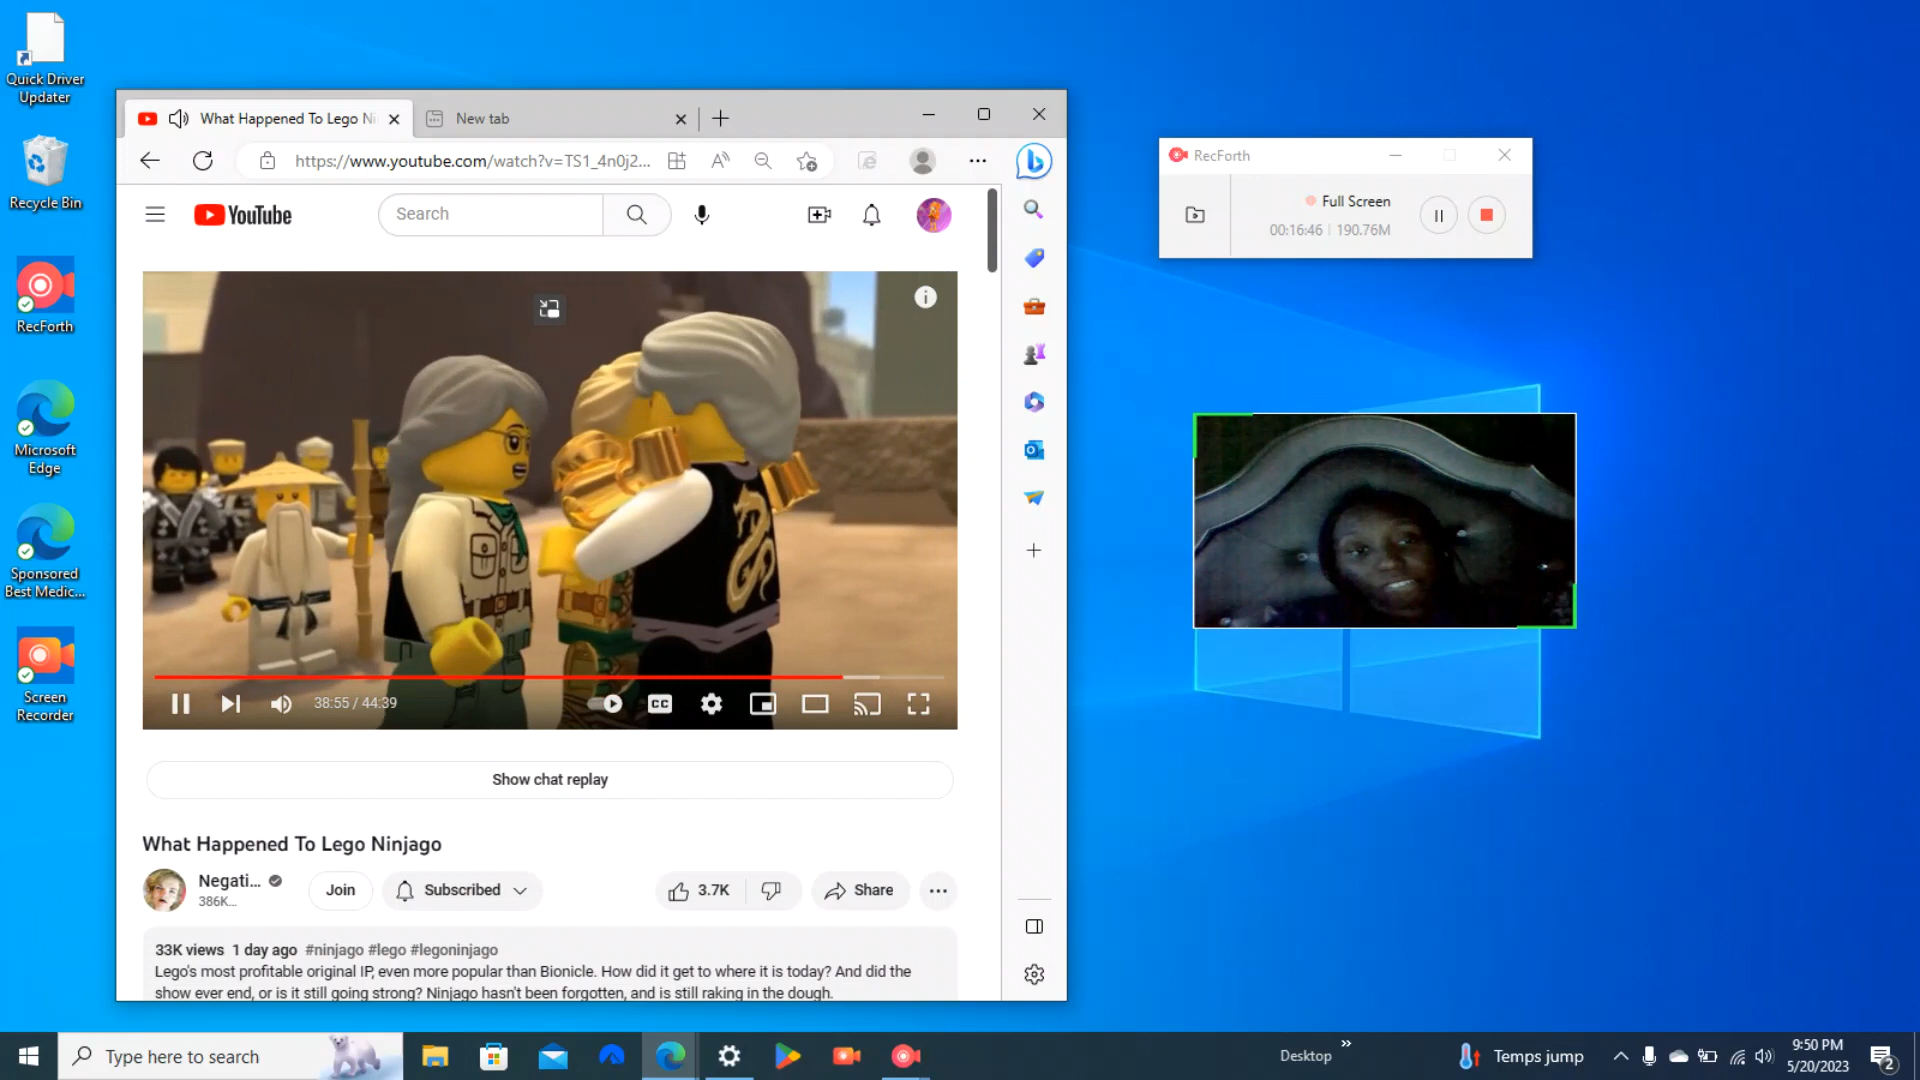 Quick Driver
Updater
Recycle Bin
RecForth
Microsoft
Edge
Sponsored
Best Medic...
Screen
Recorder
What Happened To Lego Ni
New tab
https://www.youtube.com/watch?v=TS1_4n0j2...
YouTube
Search
38:55 / 44:39
CC
Show chat replay
What Happened To Lego Ninjago
Negati...
386K...
Join
Subscribed
3.7K
Share
33K views 1 day ago #ninjago #lego #legoninjago
Lego's most profitable original IP, even more popular than Bionicle. How did it get to where it is today? And did the
show ever end, or is it still going strong? Ninjago hasn't been forgotten, and is still raking in the dough.
RecForth
Full Screen
00:16:46 | 190.76M
Type here to search
Desktop
Temps jump
9:50 PM
5/20/2023
2